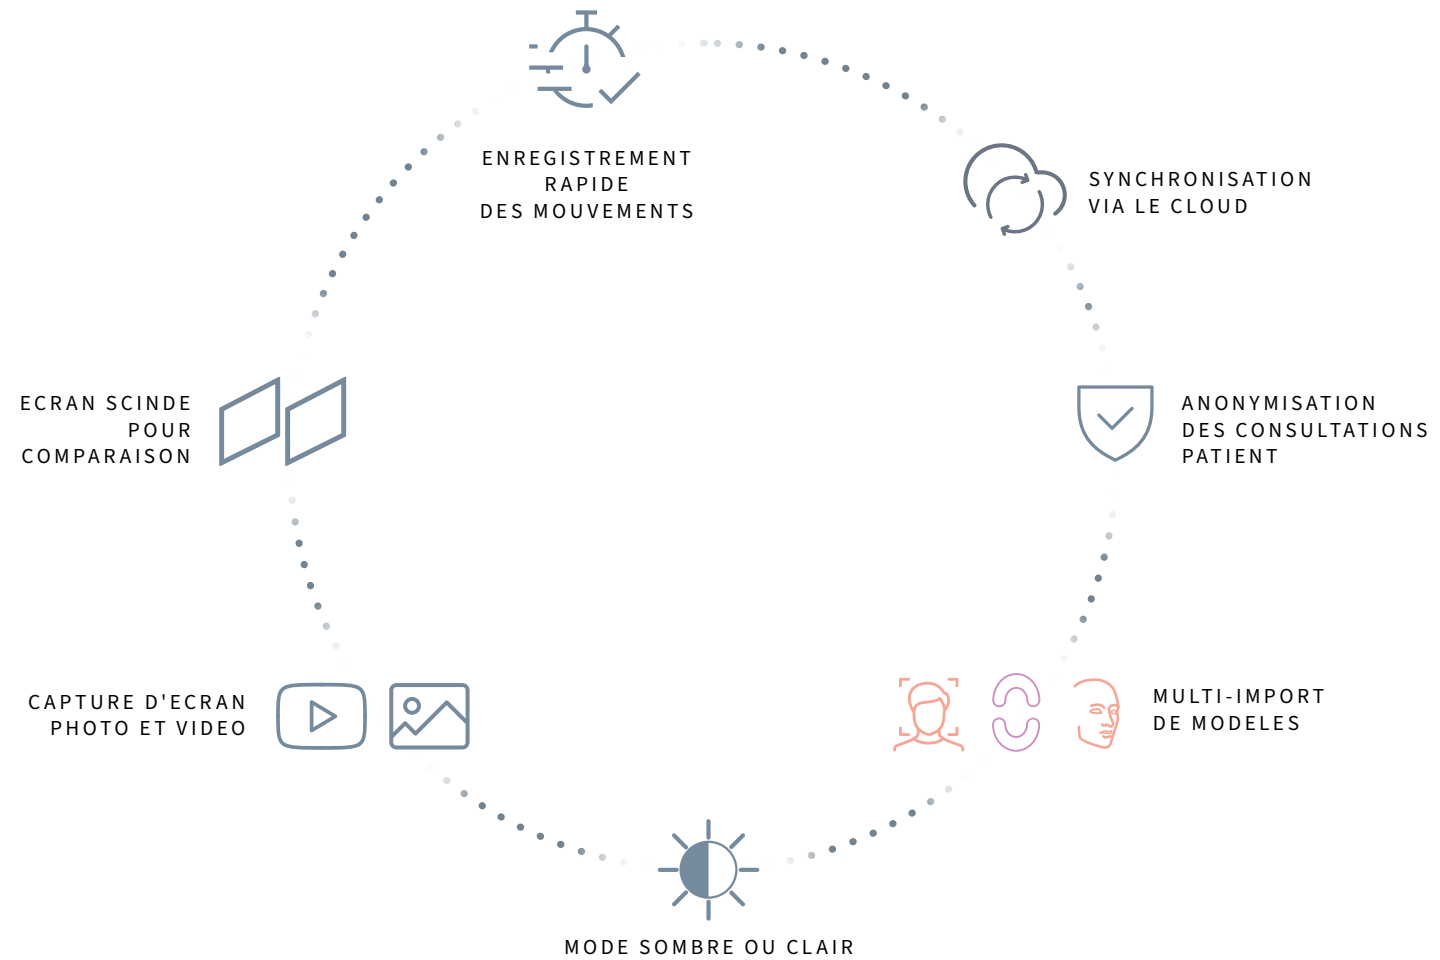 ENREGISTREMENT
RAPIDE
DES MOUVEMENTS
SYNCHRONISATION
VIA LE CLOUD
ECRAN SCINDE
POUR
COMPARAISON
ANONYMISATION
DES CONSULTATIONS
PATIENT
CAPTURE D'ECRAN
PHOTO ET VIDEO
MULTI-IMPORT
DE MODELES
MODE SOMBRE OU CLAIR